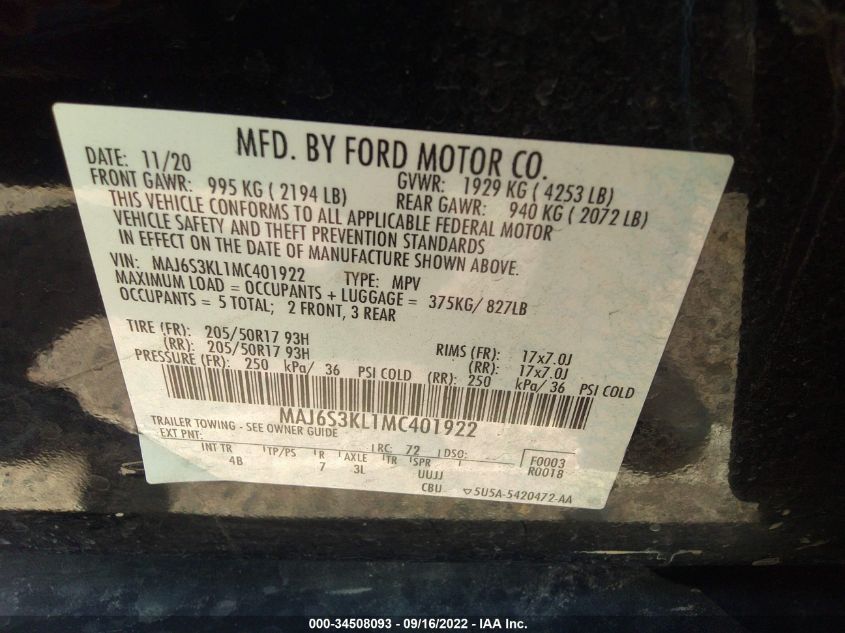 MFD. BY FORD MOTOR CO.
DATE: 11/20 GVWR: 1929 KG ( 4253 LB)
FRONT GAWR: 995 KG ( 2194 LB) REAR GAWR: 940 KG ( 2072 LB)
THIS VEHICLE CONFORMS TO ALL APPLICABLE FEDERAL MOTOR
VEHICLE SAFETY AND THEFT PREVENTION STANDARDS
IN EFFECT ON THE DATE OF MANUFACTURE SHOWN ABOVE.
VIN: MAJ6S3KL1MC401922 TYPE: MPV
MAXIMUM LOAD = OCCUPANTS + LUGGAGE = 375KG/ 827LB
OCCUPANTS = 5 TOTAL; 2 FRONT, 3 REAR
TIRE (FR): 205/50R17 93H RIMS (FR): 17x7.0J
(RR): 205/50R17 93H (RR): 17x7.0J
PRESSURE (FR): 250 kPa/ 36 PSI COLD (RR): 250 kPa/ 36 PSI COLD
MAJ6S3KL1MC401922
TRAILER TOWING - SEE OWNER GUIDE
EXT PNT: RC: 72 DSO: F0003
R0018
INT TR TP/PS R AXLE TR SPR
4B 7 3L UUJJ
CBU 5U5A-5420472-AA
000-34508093 - 09/16/2022 - IAA Inc.